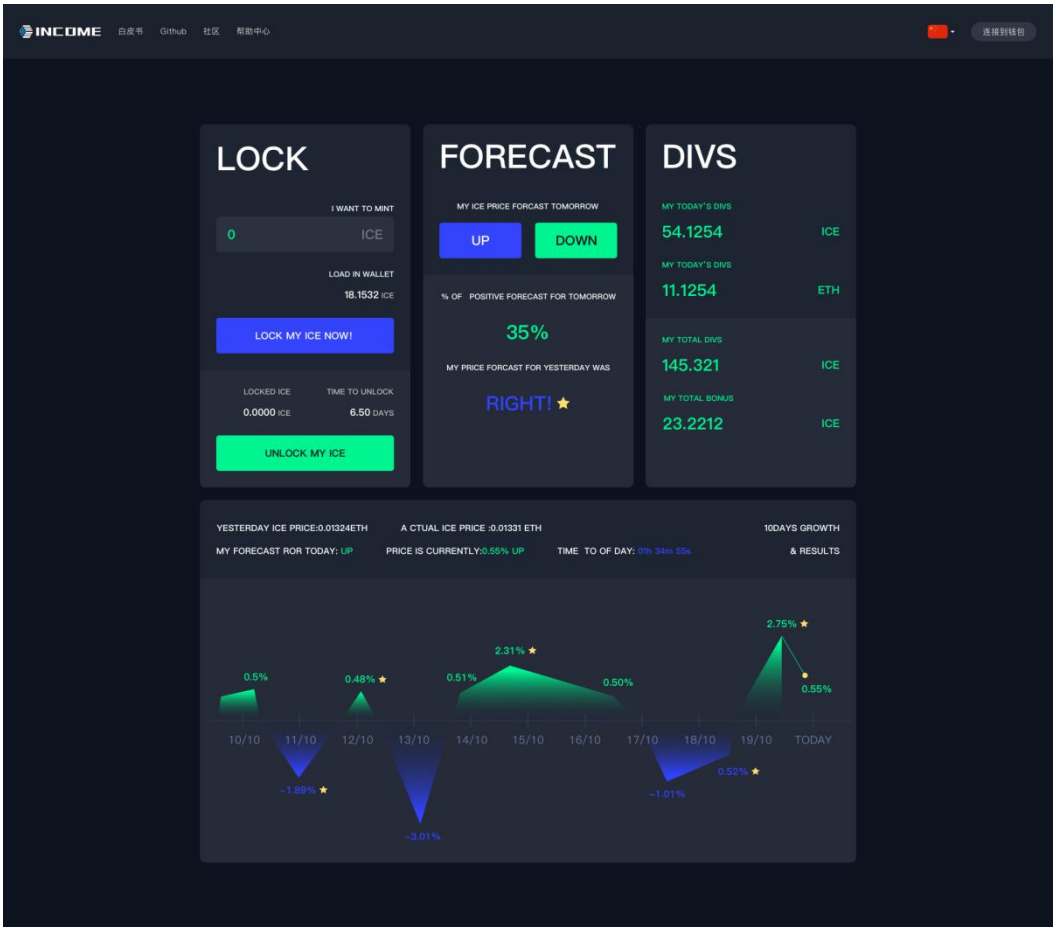 INCOME 白皮书 Github 社区 帮助中心 连接到钱包
LOCK
I WANT TO MINT
0 ICE
LOAD IN WALLET
18.1532 ICE
LOCK MY ICE NOW!
LOCKED ICE TIME TO UNLOCK
0.0000 ICE 6.50 DAYS
UNLOCK MY ICE
FORECAST
MY ICE PRICE FORCAST TOMORROW
UP DOWN
% OF POSITIVE FORECAST FOR TOMORROW
35%
MY PRICE FORCAST FOR YESTERDAY WAS
RIGHT!
DIVS
MY TODAY'S DIVS
54.1254 ICE
MY TODAY'S DIVS
11.1254 ETH
MY TOTAL DIVS
145.321 ICE
MY TOTAL BONUS
23.2212 ICE
YESTERDAY ICE PRICE:0.01324ETH A CTUAL ICE PRICE :0.01331 ETH 10DAYS GROWTH
MY FORECAST ROR TODAY: UP PRICE IS CURRENTLY:0.55% UP TIME TO OF DAY: 01h 34m 55s & RESULTS
2.75%
2.31%
0.5% 0.48% 0.51% 0.50% 0.55%
10/10 11/10 12/10 13/10 14/10 15/10 16/10 17/10 18/10 19/10 TODAY
0.52%
-1.89% -1.01%
-3.01%